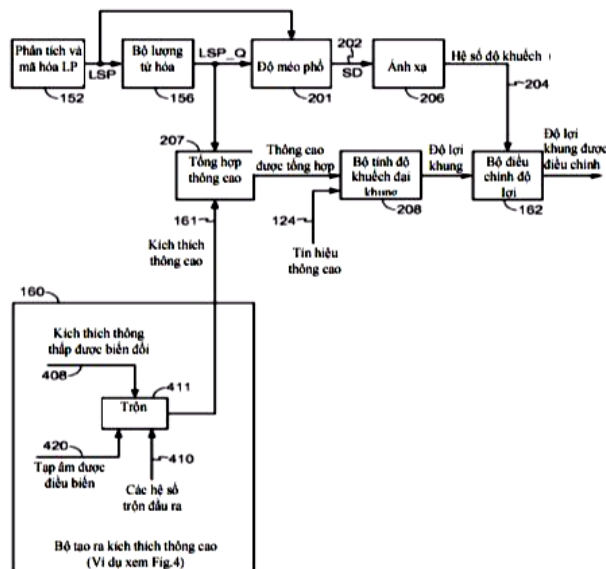 Phân tích và
mã hóa LP
152
LSP
Bộ lượng
tử hóa
156
LSP_Q
Độ méo phổ
201
202
SD
Ánh xạ
206
Hệ số độ khuếch
204
207
Tổng hợp
thông cao
Thông cao
được tổng hợp
Bộ tính độ
khuếch đại
khung
208
Độ lợi
khung
Bộ điều
chỉnh độ
lợi
162
Độ lợi
khung được
điều chỉnh
161
Kích thích
thông cao
124
Tín hiệu
thông cao
160
Kích thích thông
thấp được biến đổi
408
411
Trộn
420
Tạp âm được
điều biến
410
Các hệ số
trộn đầu ra
Bộ tạo ra kích thích thông cao
(Ví dụ xem Fig.4)